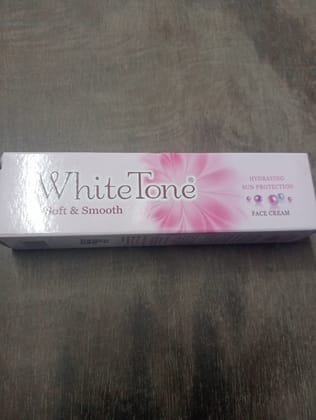 WhiteTone®
Soft & Smooth
HYDRATING
SUN PROTECTION
FACE CREAM